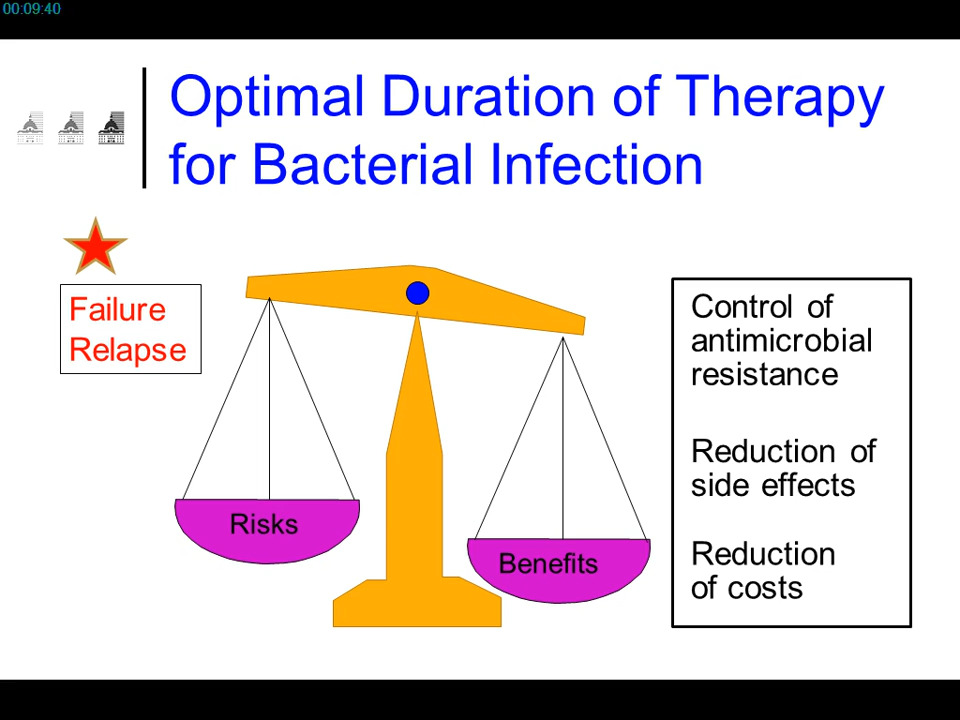 00:09:40
Optimal Duration of Therapy
for Bacterial Infection
Failure
Relapse
Risks
Benefits
Control of
antimicrobial
resistance
Reduction of
side effects
Reduction
of costs